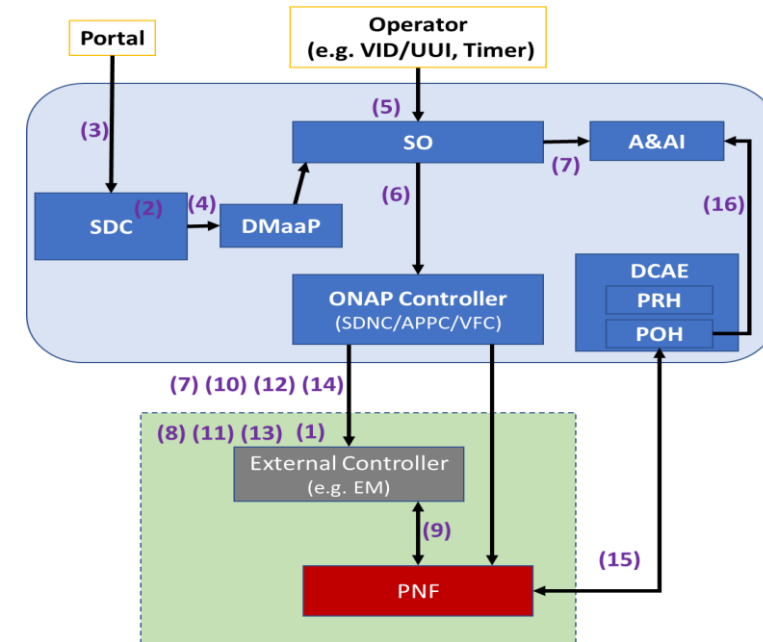 Portal
Operator
(e.g. VID/UUI, Timer)
(3)
(5)
SO
(7)
A&AI
(2)
(4)
SDC
DMaaP
(6)
(16)
DCAE
PRH
POH
ONAP Controller
(SDNC/APPC/VFC)
(7) (10) (12) (14)
(8) (11) (13) (1)
External Controller
(e.g. EM)
(9)
(15)
PNF